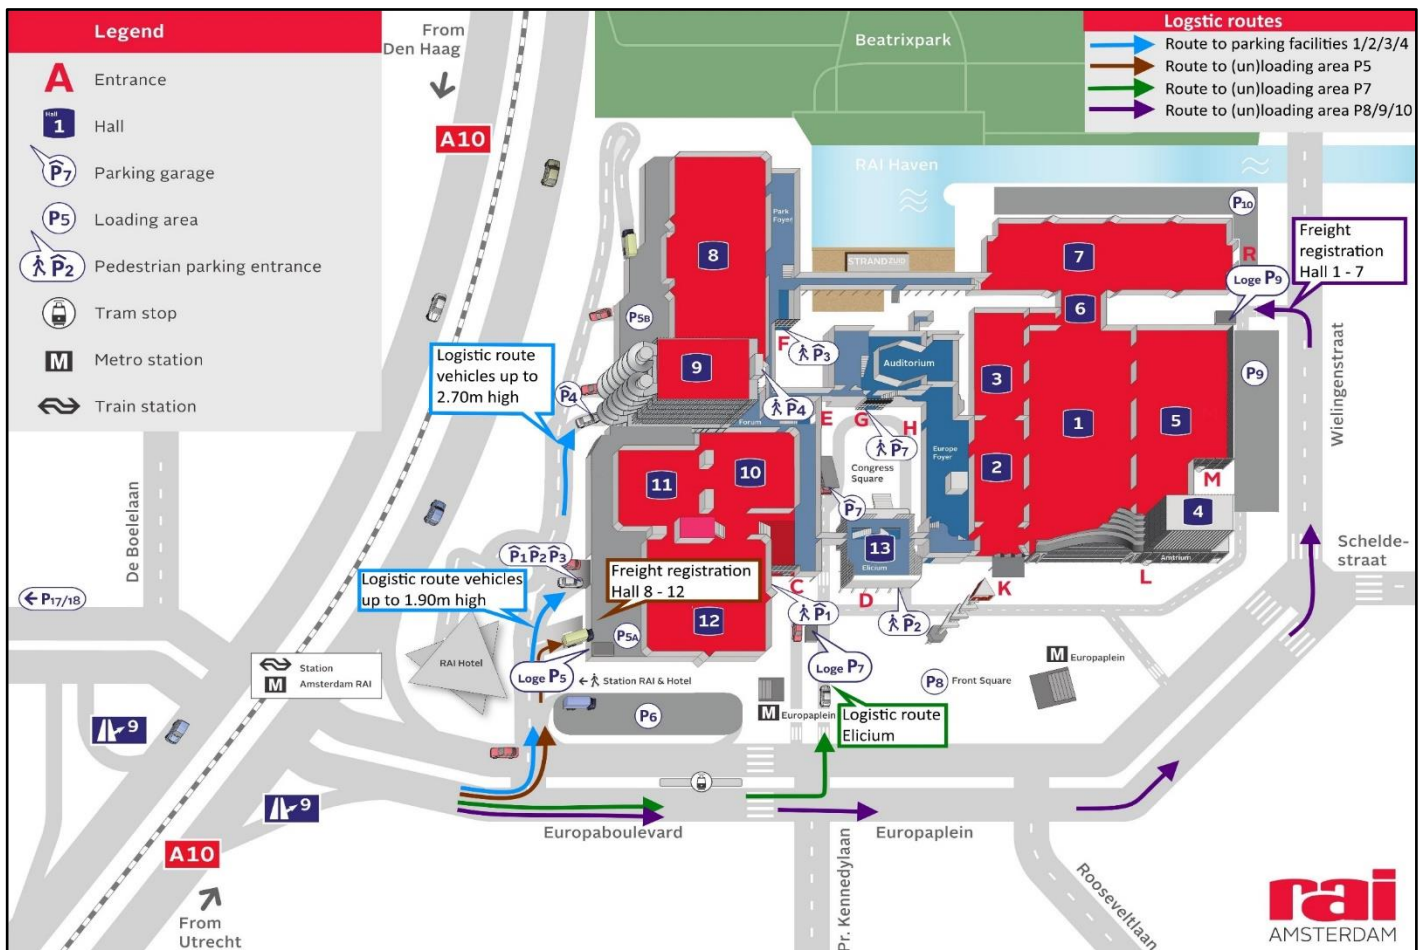 Legend
A Entrance
Hall
1
Hall
P7 Parking garage
P5 Loading area
P2 Pedestrian parking entrance
Tram stop
M Metro station
Train station
From
Den Haag
A10
Beatrixpark
Logstic routes
Route to parking facilities 1/2/3/4
Route to (un)loading area P5
Route to (un)loading area P7
Route to (un)loading area P8/9/10
RAI Haven
STRANDZUID
Park
Foyer
8
7
P10
R
Freight
registration
Hall 1 - 7
Loge P9
6
P5B
F
P3
Logistic route
vehicles up to
2.70m high
9
P4
P4
Auditorium
3
1
5
P9
Wielingenstraat
Forum
E
G
H
P7
Europe
Foyer
Congress
Square
2
10
11
P7
M
4
De Boelelaan
13
Elicium
Amtrium
Schelde-
straat
P1 P2 P3
Logistic route vehicles
up to 1.90m high
Freight registration
Hall 8 - 12
C
D
K
L
P1
P2
← P17/18
12
P5A
RAI Hotel
Station
M Amsterdam RAI
Loge P5
Loge P7
← Station RAI & Hotel
P8 Front Square
M Europaplein
P6
M Europaplein
Logistic route
Elicium
9
9
Europaboulevard
Europaplein
A10
Pr. Kennedylaan
Rooseveltlaan
From
Utrecht
rai
AMSTERDAM